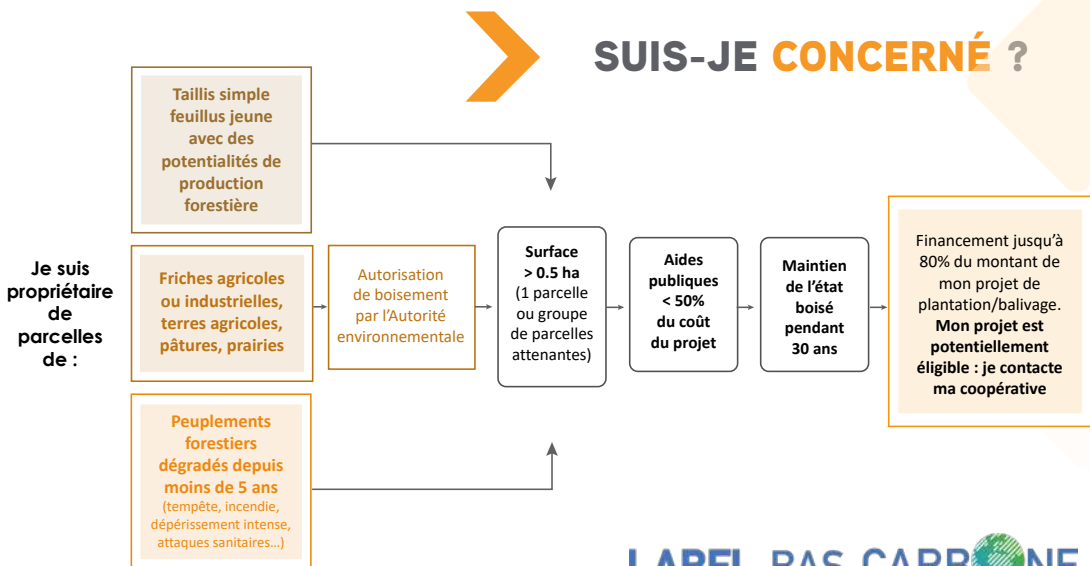 SUIS-JE CONCERNÉ ?
Je suis
propriétaire
de
parcelles
de :
Taillis simple
feuillus jeune
avec des
potentialités de
production
forestière
Friches agricoles
ou industrielles,
terres agricoles,
pâtures, prairies
Autorisation
de boisement
par l’Autorité
environnementale
Peuplements
forestiers
dégradés depuis
moins de 5 ans
(tempête, incendie,
dépérissement intense,
attaques sanitaires...)
Surface
> 0.5 ha
(1 parcelle
ou groupe
de parcelles
attenantes)
Aides
publiques
< 50%
du coût
du projet
Maintien
de l’état
boisé
pendant
30 ans
Financement jusqu’à
80% du montant de
mon projet de
plantation/balivage.
Mon projet est
potentiellement
éligible : je contacte
ma coopérative
LABEL BAS CARBONE